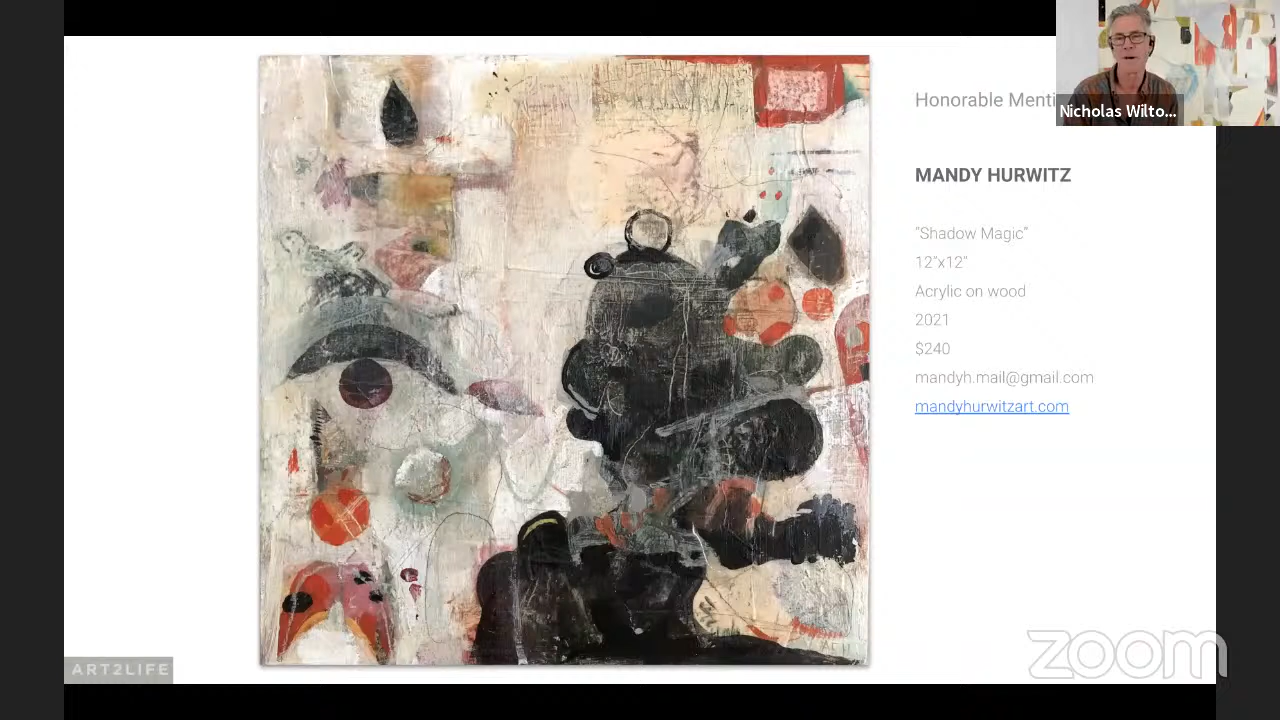 Honorable Menti
Nicholas Wilto...
MANDY HURWITZ
"Shadow Magic"
12"x12"
Acrylic on wood
2021
$240
mandyh.mail@gmail.com
mandyhurwitzart.com
ART2LIFE
zoom